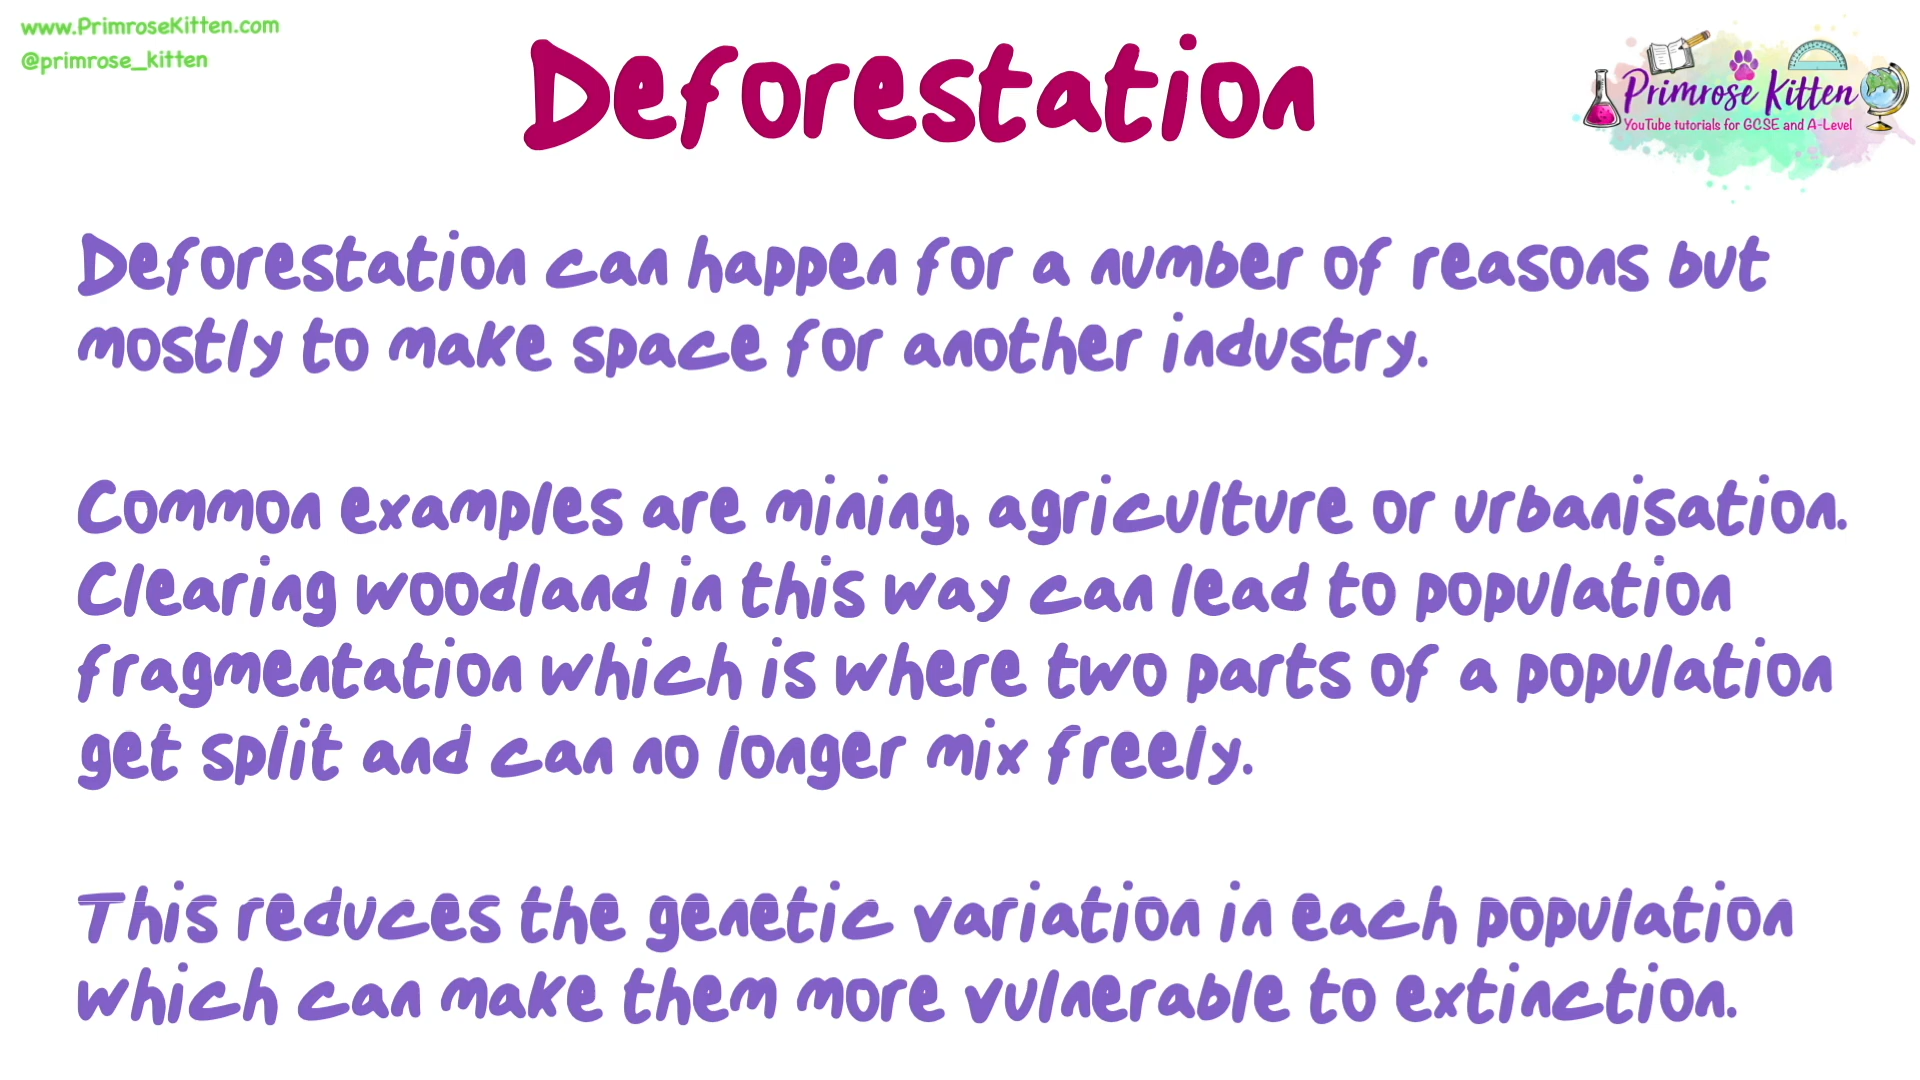 www.PrimroseKitten.com
@primrose_kitten
Deforestation
Primrose Kitten
YouTube tutorials for GCSE and A-Level
Deforestation can happen for a number of reasons but
mostly to make space for another industry.
Common examples are mining, agriculture or urbanisation.
Clearing woodland in this way can lead to population
fragmentation which is where two parts of a population
get split and can no longer mix freely.
This reduces the genetic variation in each population
which can make them more vulnerable to extinction.